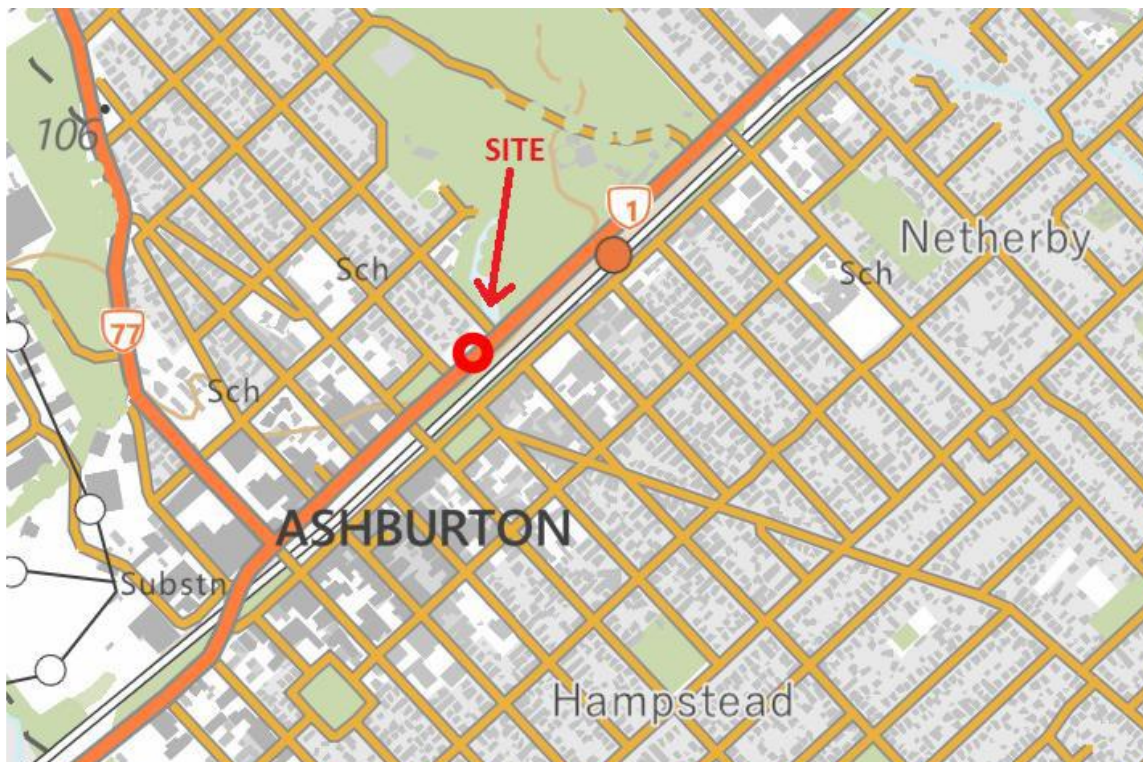 106
SITE
1
Netherby
Sch
Sch
77
Sch
ASHBURTON
Substn
Hampstead